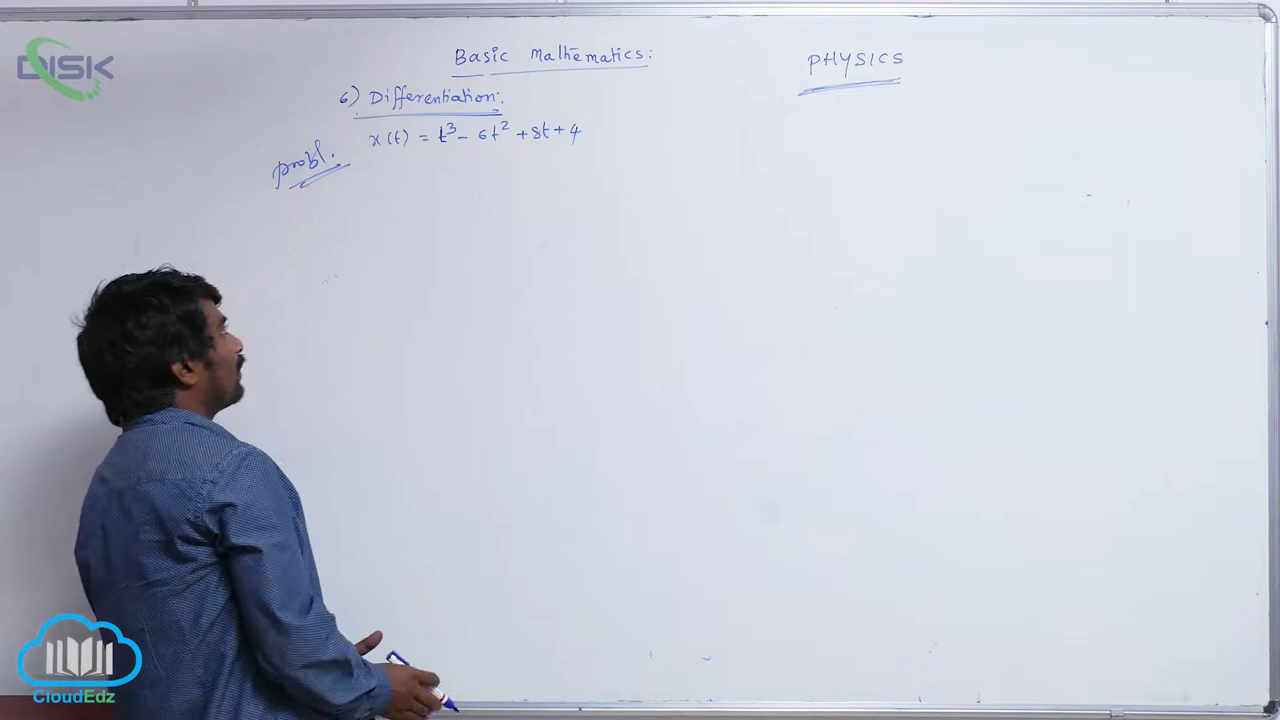 DISK
Basic Mathematics:
PHYSICS
6) Differentiation:
x(t) = t³ - 6t² + 8t + 4
probl.
CloudEdz